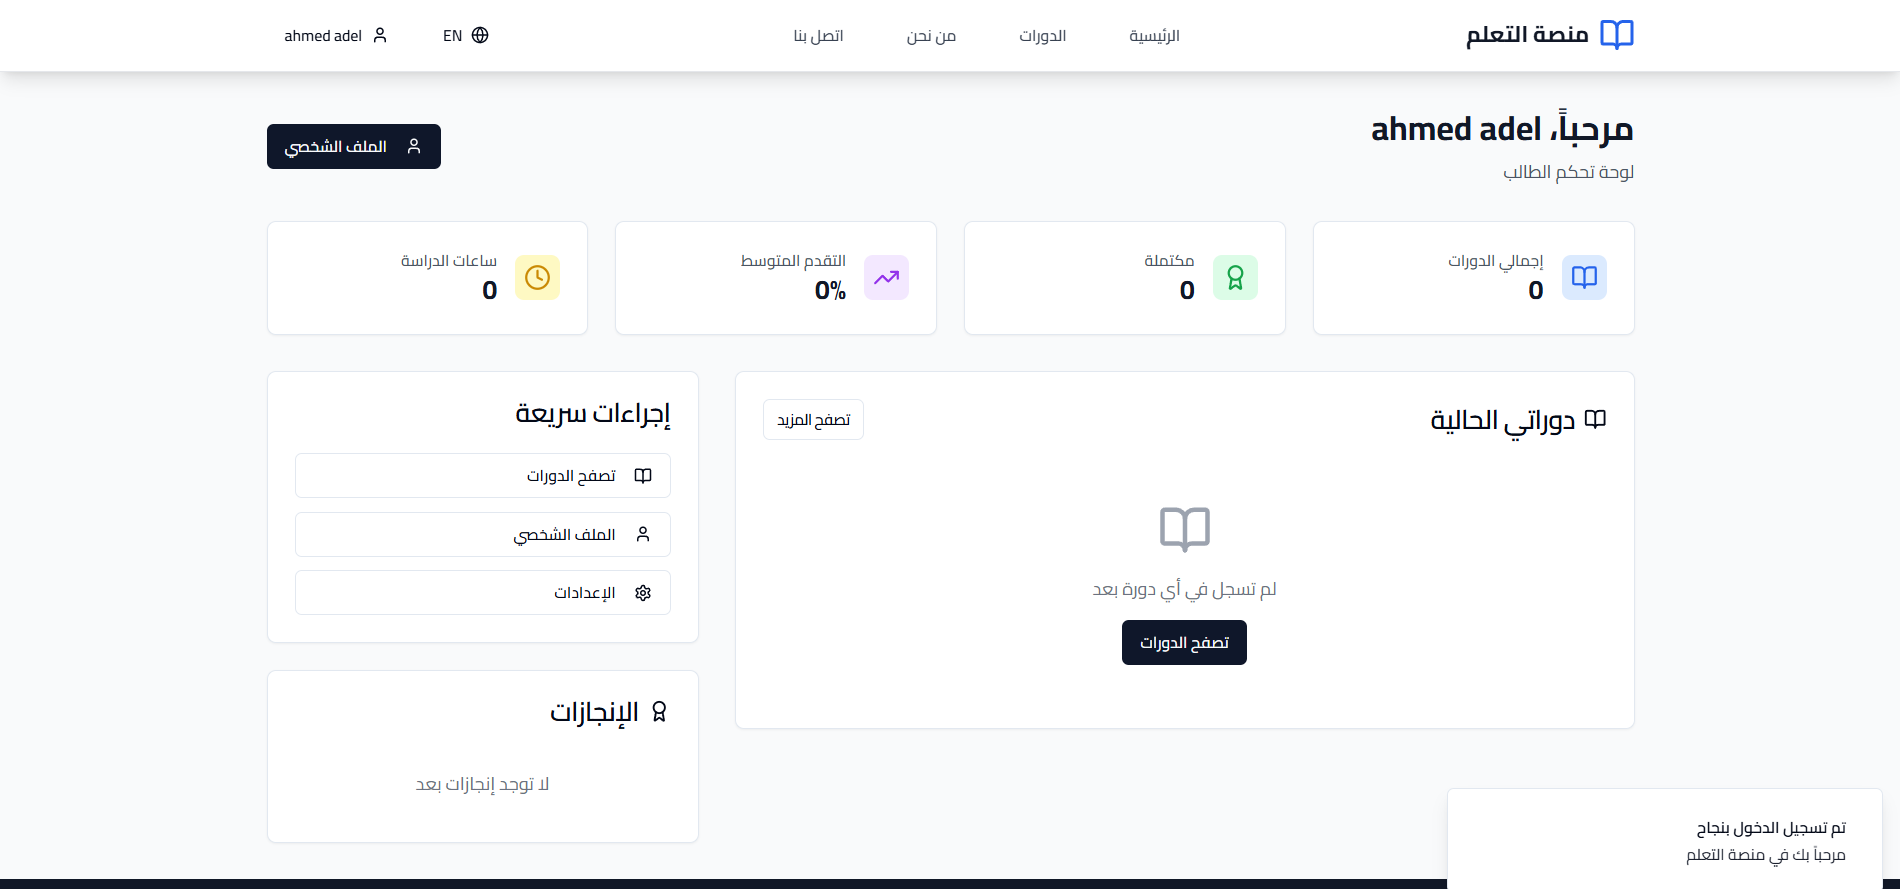 منصة التعلم
الرئيسية
الدورات
من نحن
اتصل بنا
EN
ahmed adel
مرحباً، ahmed adel
لوحة تحكم الطالب
الملف الشخصي
إجمالي الدورات
0
مكتملة
0
التقدم المتوسط
0%
ساعات الدراسة
0
دوراتي الحالية
تصفح المزيد
لم تسجل في أي دورة بعد
تصفح الدورات
إجراءات سريعة
تصفح الدورات
الملف الشخصي
الإعدادات
الإنجازات
لا توجد إنجازات بعد
تم تسجيل الدخول بنجاح
مرحباً بك في منصة التعلم